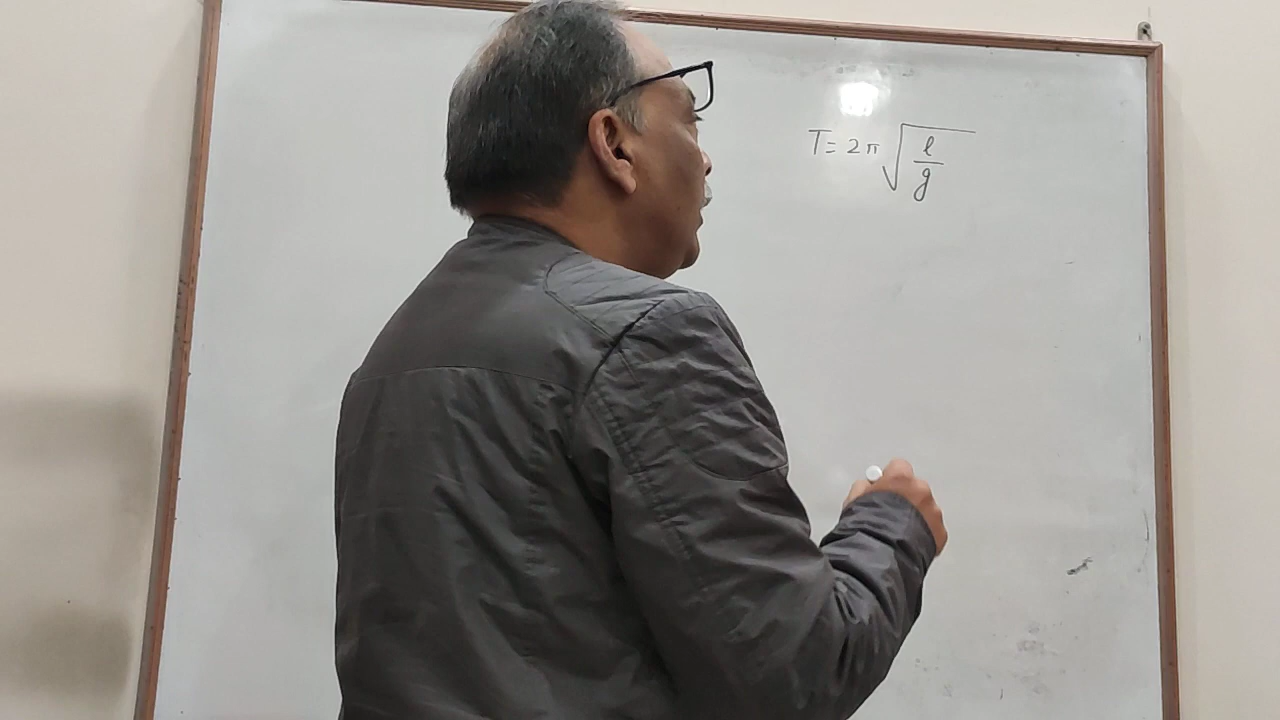 T = 2π √(l/g)